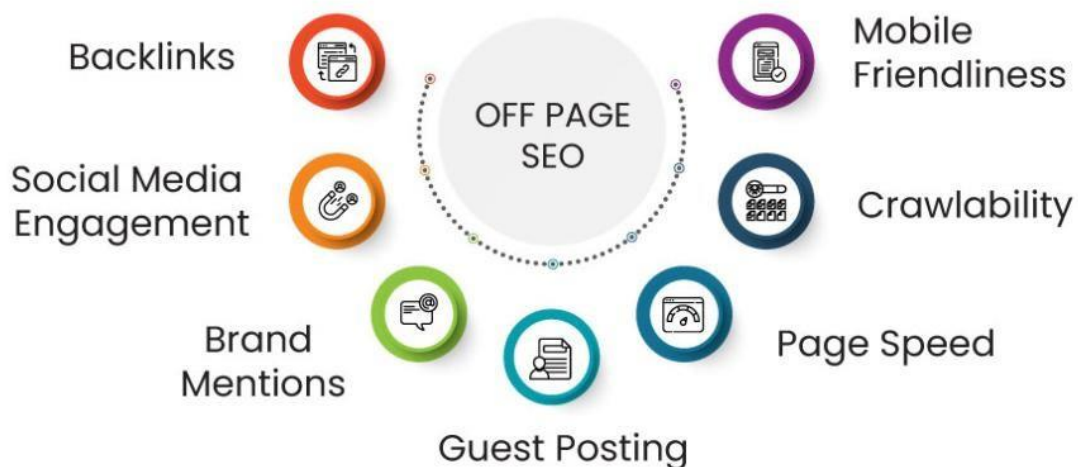 OFF PAGE
SEO
Backlinks
Social Media
Engagement
Brand
Mentions
Guest Posting
Page Speed
Crawlability
Mobile
Friendliness